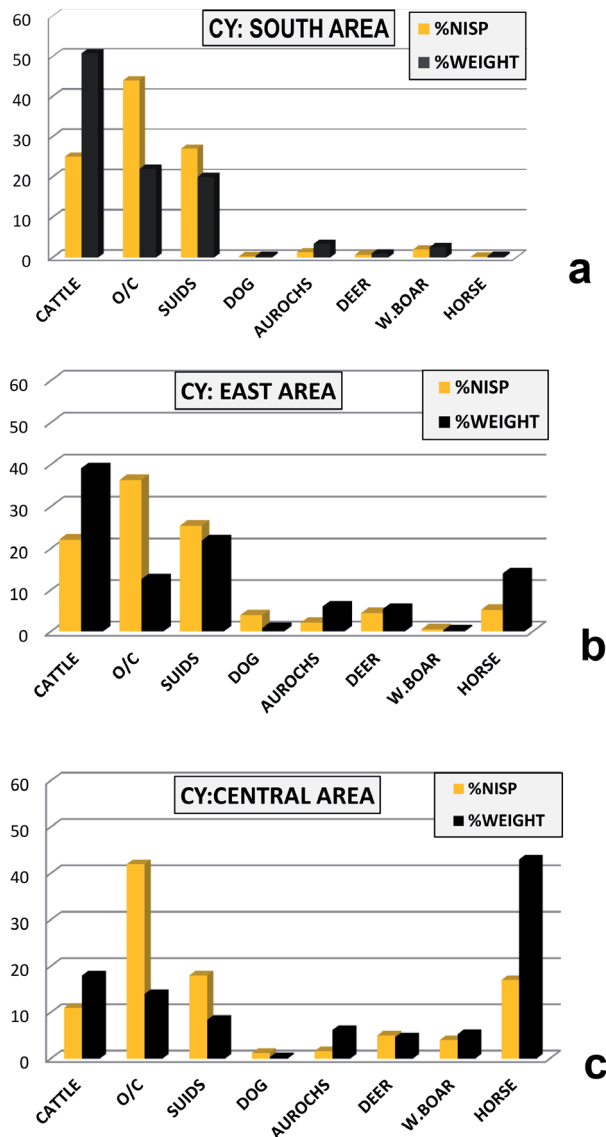 CY: SOUTH AREA
%NISP
%WEIGHT
60
50
40
30
20
10
0
CATTLE
O/C
SUIDS
DOG
AUROCHS
DEER
W.BOAR
HORSE
a
CY: EAST AREA
%NISP
%WEIGHT
60
50
40
30
20
10
0
CATTLE
O/C
SUIDS
DOG
AUROCHS
DEER
W.BOAR
HORSE
b
CY:CENTRAL AREA
%NISP
%WEIGHT
60
50
40
30
20
10
0
CATTLE
O/C
SUIDS
DOG
AUROCHS
DEER
W.BOAR
HORSE
c